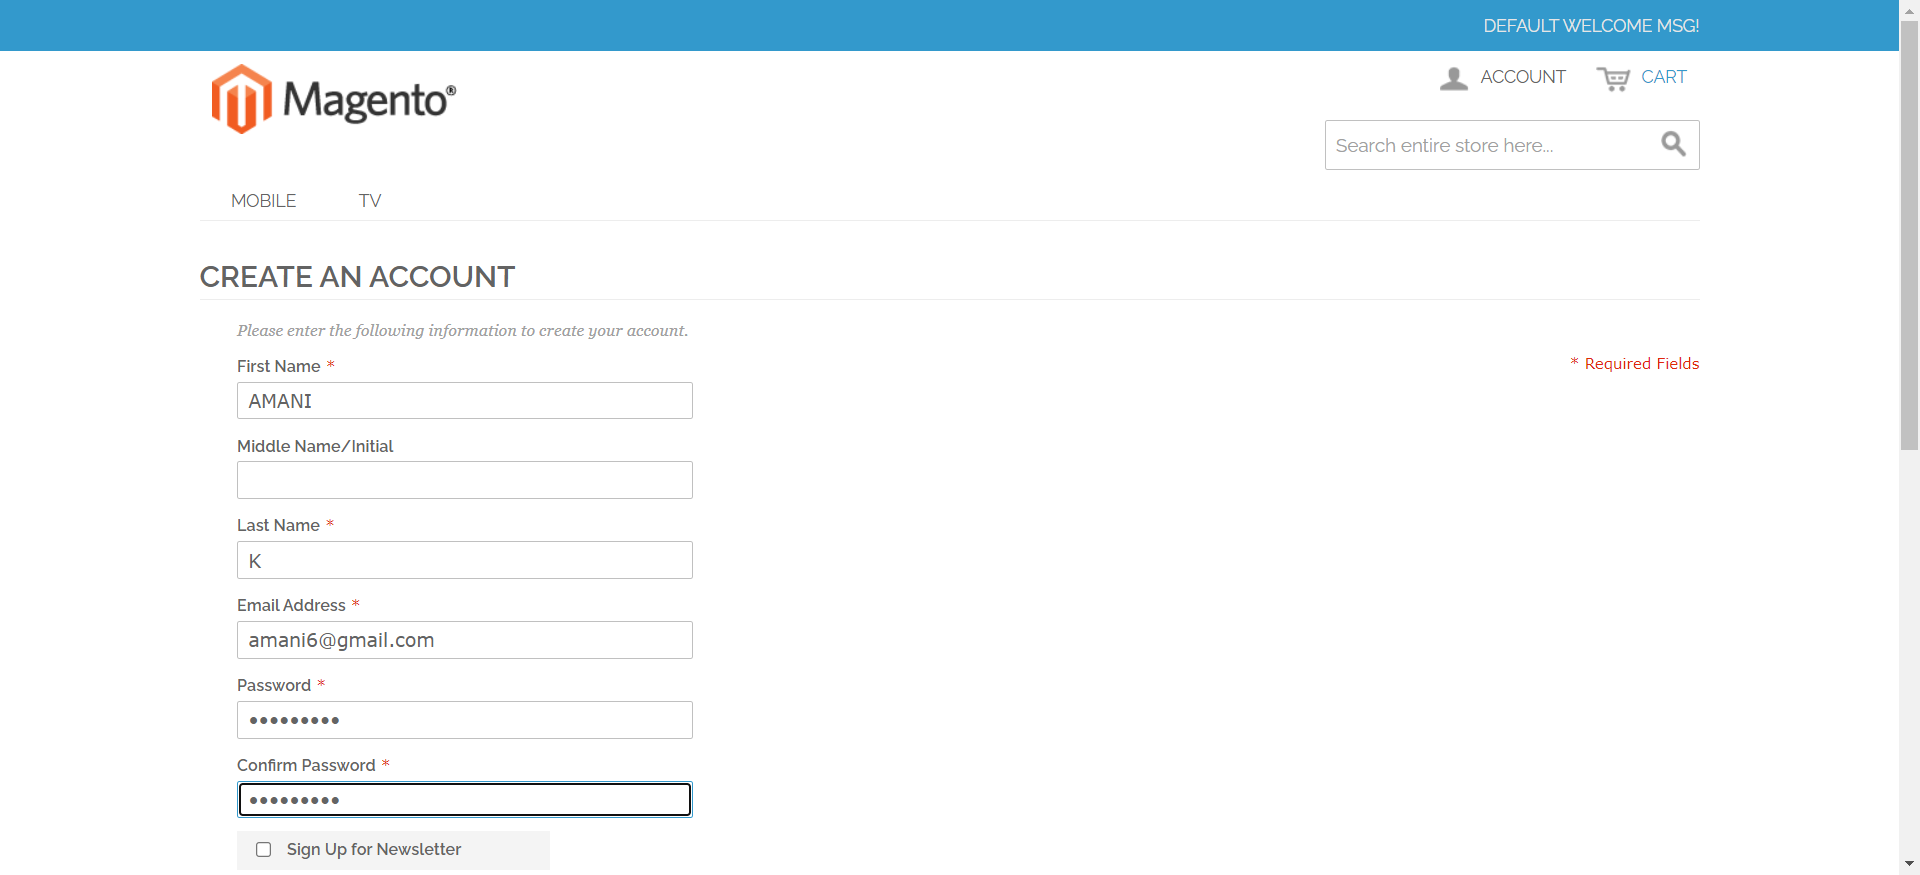 DEFAULT WELCOME MSG!
Magento®
ACCOUNT
CART
Search entire store here...
MOBILE
TV
CREATE AN ACCOUNT
Please enter the following information to create your account.
First Name *
* Required Fields
AMANI
Middle Name/Initial
Last Name *
K
Email Address *
amani6@gmail.com
Password *
•••••••••
Confirm Password *
•••••••••
Sign Up for Newsletter